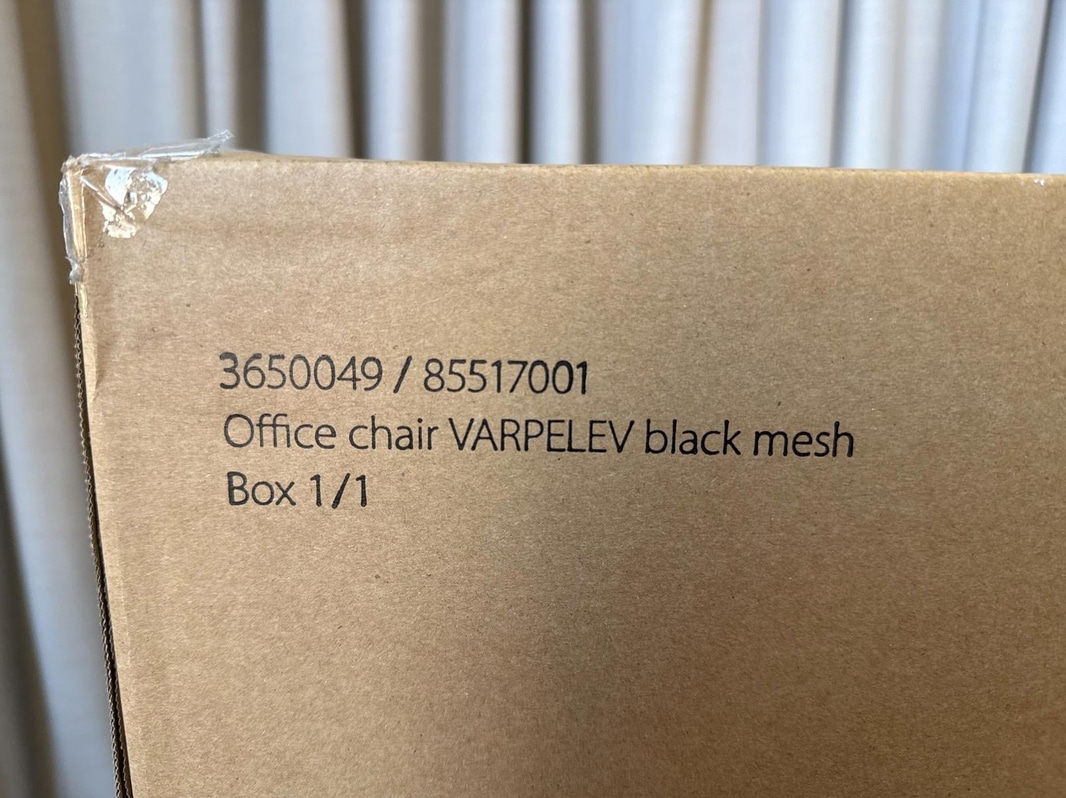 3650049 / 85517001
Office chair VARPELEV black mesh
Box 1/1